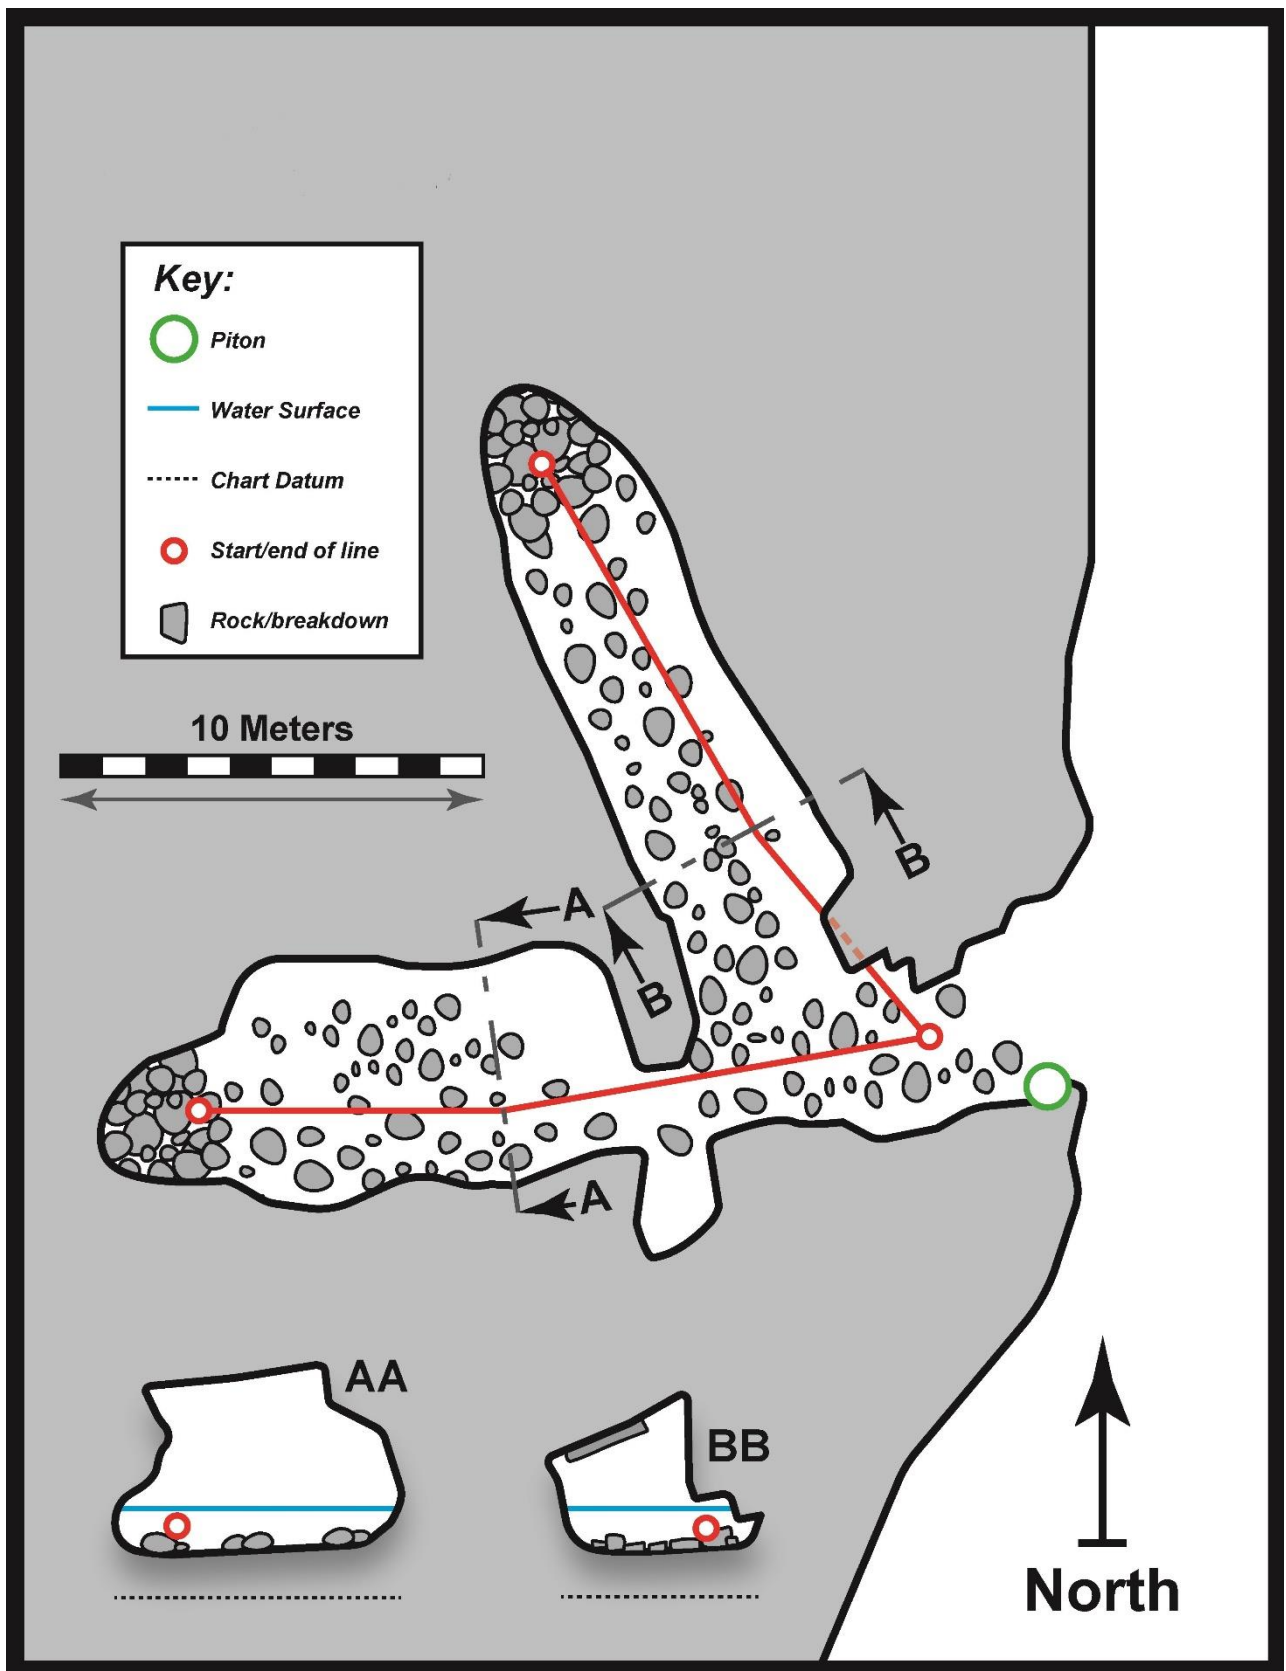 Key:
Piton
Water Surface
Chart Datum
Start/end of line
Rock/breakdown
10 Meters
B
A
B
A
AA
BB
North